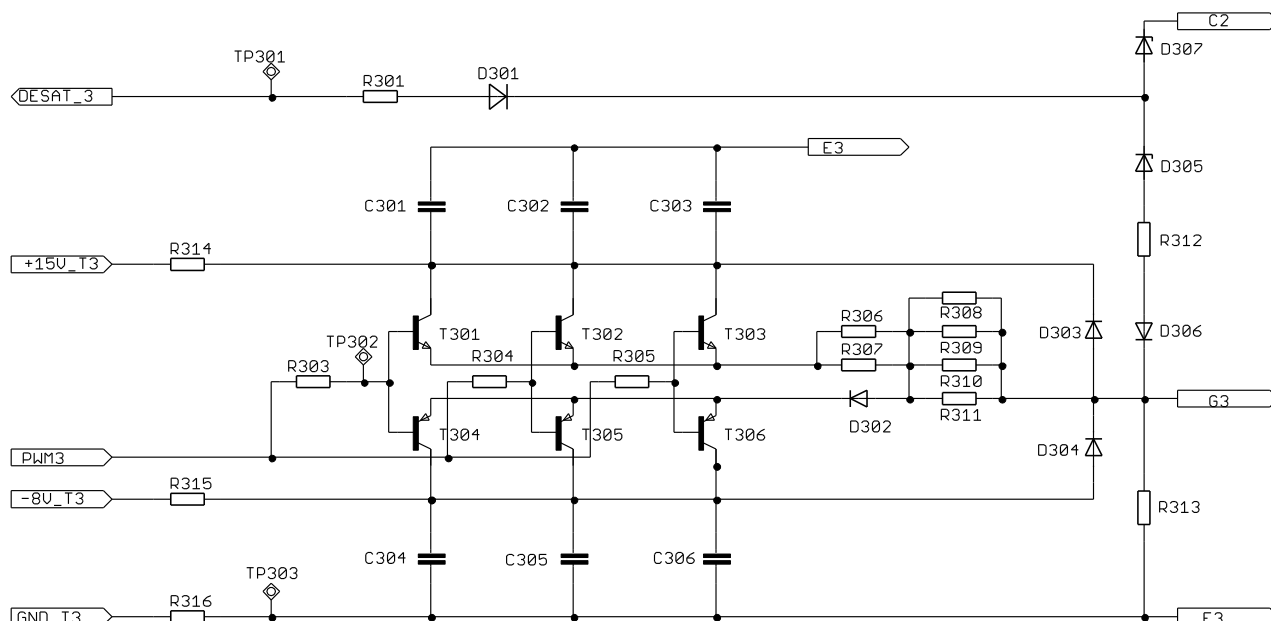 C2
D307
TP301
R301
D301
DESAT_3
E3
D305
C301
C302
C303
R312
+15V_T3
R314
R308
R306
T301
T302
T303
D303
D306
TP302
R309
R304
R305
R307
R303
R310
G3
R311
D302
T304
T305
T306
D304
PWM3
-8V_T3
R315
R313
C304
C305
C306
TP303
R316
GND_T3
E3